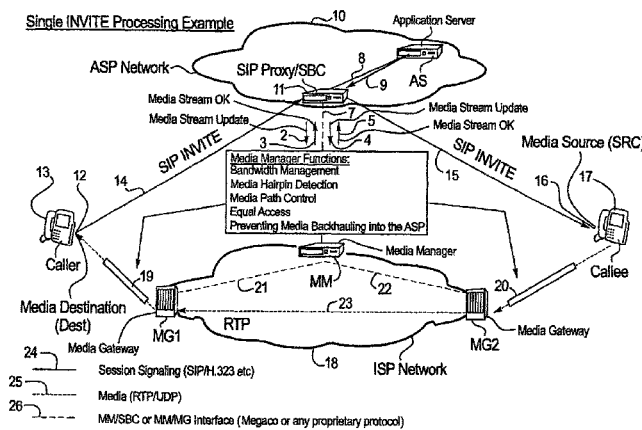 Single INVITE Processing Example
10
Application Server
ASP Network
SIP Proxy/SBC
8
AS
9
11
Media Stream OK
7
Media Stream Update
Media Stream Update
2
5
Media Stream OK
3
4
SIP INVITE
SIP INVITE
Media Source (SRC)
13
12
14
15
16
17
Media Manager Functions:
Bandwidth Management
Media Hairpin Detection
Media Path Control
Equal Access
Preventing Media Backhauling into the ASP
Caller
Callee
Media Manager
MM
19
20
21
22
Media Destination
(Dest)
MG1
RTP
23
MG2
Media Gateway
Media Gateway
18
ISP Network
24
Session Signaling (SIP/H.323 etc)
25
Media (RTP/UDP)
26
MM/SBC or MM/MG Interface (Megaco or any proprietary protocol)